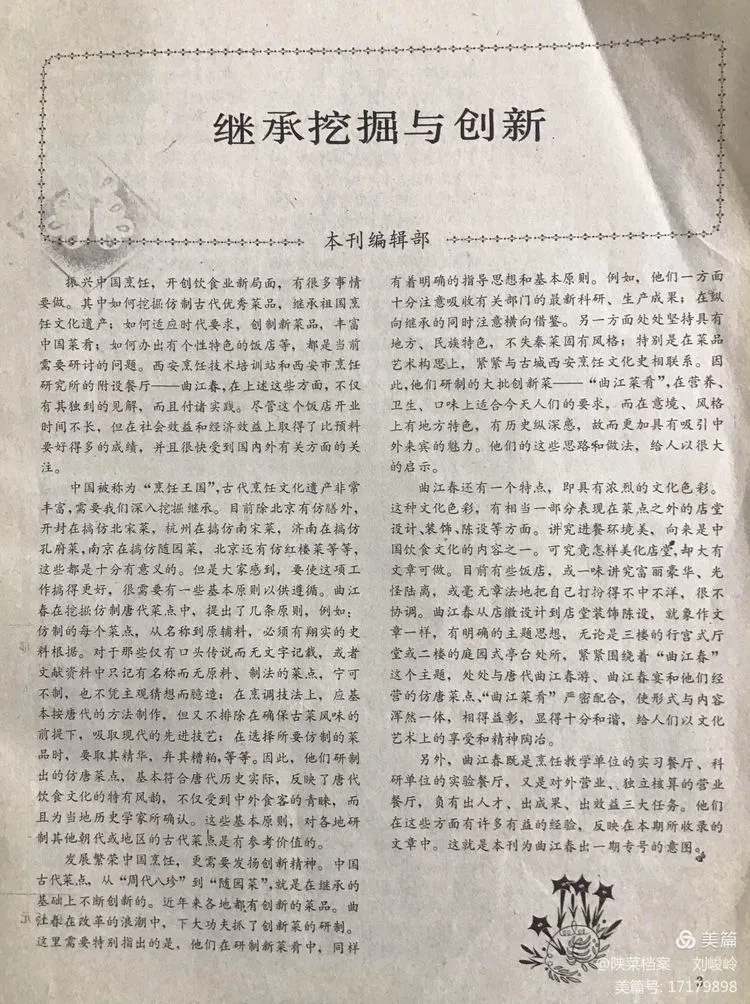 继承挖掘与创新
本刊编辑部
振兴中国烹饪，开创饮食业新局面，有很多事情
要做。其中如何挖掘仿制古代优秀菜品，继承祖国烹
饪文化遗产；如何适应时代要求，创制新菜品，丰富
中国菜肴；如何办出有个性特色的饭店等，都是当前
需要研讨的问题。西安烹饪技术培训站和西安市烹饪
研究所的附设餐厅——曲江春，在上述这些方面，不仅
有其独到的见解，而且付诸实践。尽管这个饭店开业
时间不长，但在社会效益和经济效益上取得了比预料
要好得多的成绩，并且很快受到国内外有关方面的关
注。
中国被称为“烹饪王国”，古代烹饪文化遗产非常
丰富，需要我们深入挖掘继承。目前除北京有仿膳外，
开封在搞仿北宋菜，杭州在搞仿南宋菜，济南在搞仿
孔府菜，南京在搞仿随园菜，北京还有仿红楼菜等等，
这些都是十分有意义的。但是大家感到，要使这项工
作搞得更好，很需要有一些基本原则以供遵循。曲江
春在挖掘仿制唐代菜点中，提出了几条原则，例如：
仿制的每个菜点，从名称到原辅料，必须有翔实的史
料根据。对于那些仅有口头传说而无文字记载，或者
文献资料中只记有名称而无原料、制法的菜点，宁可
不制，也不凭主观猜想而臆造；在烹调技法上，应基
本按唐代的方法制作，但又不排除在确保古菜风味的
前提下，吸取现代的先进技艺；在选择所要仿制的菜
品时，要取其精华，弃其糟粕，等等。因此，他们研制
出的仿唐菜点，基本符合唐代历史实际，反映了唐代
饮食文化的特有风韵，不仅受到中外食客的青睐，而
且为当地历史学家所确认。这些基本原则，对各地研
制其他朝代或地区的古代菜点是有参考价值的。
发展繁荣中国烹饪，更需要发扬创新精神。中国
古代菜点，从“周代八珍”到“随园菜”，就是在继承的
基础上不断创新的。近年来各地都有创新的菜品。曲
江春在改革的浪潮中，下大功夫抓了创新菜的研制。
这里需要特别指出的是，他们在研制新菜肴中，同样
有着明确的指导思想和基本原则。例如，他们一方面
十分注意吸收有关部门的最新科研、生产成果；在纵
向继承的同时注意横向借鉴。另一方面处处坚持具有
地方、民族特色，不失秦菜固有风格；特别是在菜品
艺术构思上，紧紧与古城西安烹饪文化史相联系。因
此，他们研制的大批创新菜——“曲江菜肴”，在营养、
卫生、口味上适合今天人们的要求，而在意境、风格
上有地方特色，有历史纵深感，故而更加具有吸引中
外来宾的魅力。他们的这些思路和做法，给人以很大
的启示。
曲江春还有一个特点，即具有浓烈的文化色彩。
这种文化色彩，有相当一部分表现在菜点之外的店堂
设计、装饰、陈设等方面。讲究进餐环境美，向来是中
国饮食文化的内容之一。可究竟怎样美化店堂，却大有
文章可做。目前有些饭店，或一味讲究富丽豪华、光
怪陆离，或毫无章法地把自己打扮得不中不洋，很不
协调。曲江春从店徽设计到店堂装饰陈设，就象作文
章一样，有明确的主题思想，无论是三楼的行宫式厅
堂或二楼的庭园式亭台处所，紧紧围绕着“曲江春”
这个主题，处处与唐代曲江春游、曲江春宴和他们经
营的仿唐菜点、“曲江菜肴”严密配合，使形式与内容
浑然一体，相得益彰，显得十分和谐，给人们以文化
艺术上的享受和精神陶冶。
另外，曲江春既是烹饪教学单位的实习餐厅、科
研单位的实验餐厅，又是对外营业、独立核算的营业
餐厅，负有出人才、出成果、出效益三大任务。他们
在这些方面有许多有益的经验，反映在本期所收录的
文章中。这就是本刊为曲江春出一期专号的意图。
美篇
@陕菜档案 刘峻岭
美篇号: 17179898
3